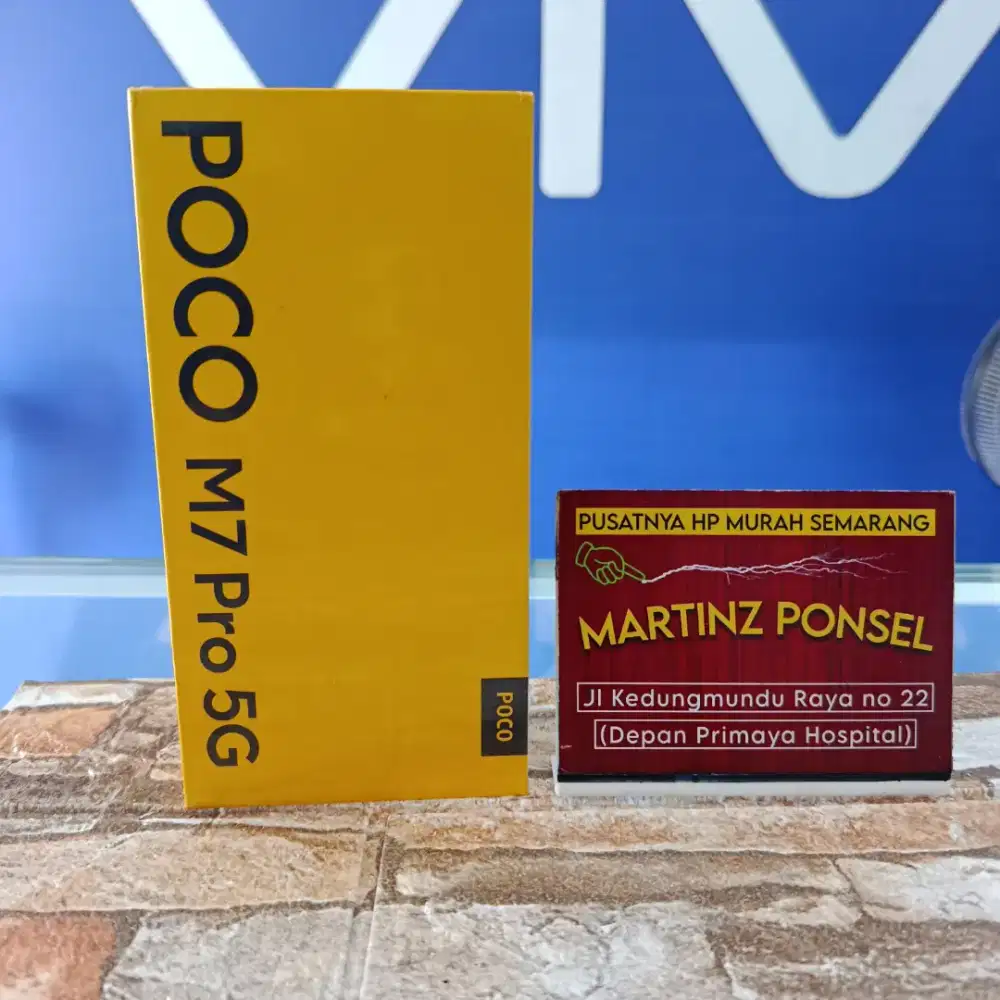 VIV
POCO M7 Pro 5G
POCO
PUSATNYA HP MURAH SEMARANG
MARTINZ PONSEL
Jl Kedungmundu Raya no 22
(Depan Primaya Hospital)